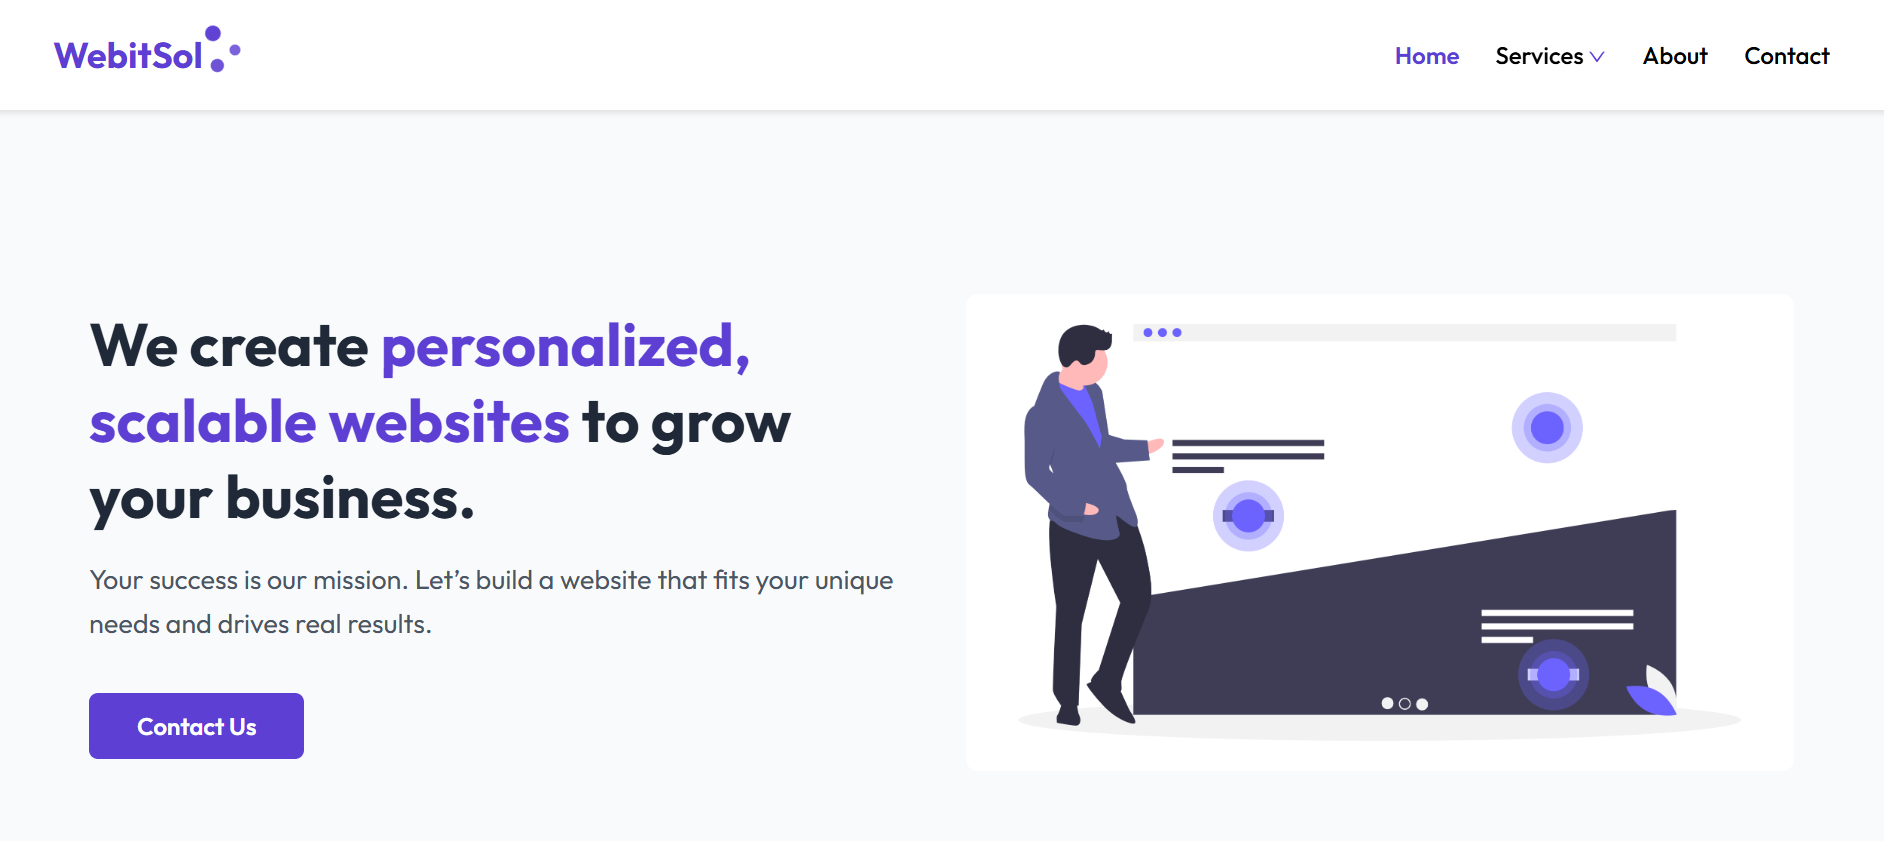 WebitSol
Home
Services
About
Contact
We create personalized,
scalable websites to grow
your business.
Your success is our mission. Let’s build a website that fits your unique
needs and drives real results.
Contact Us